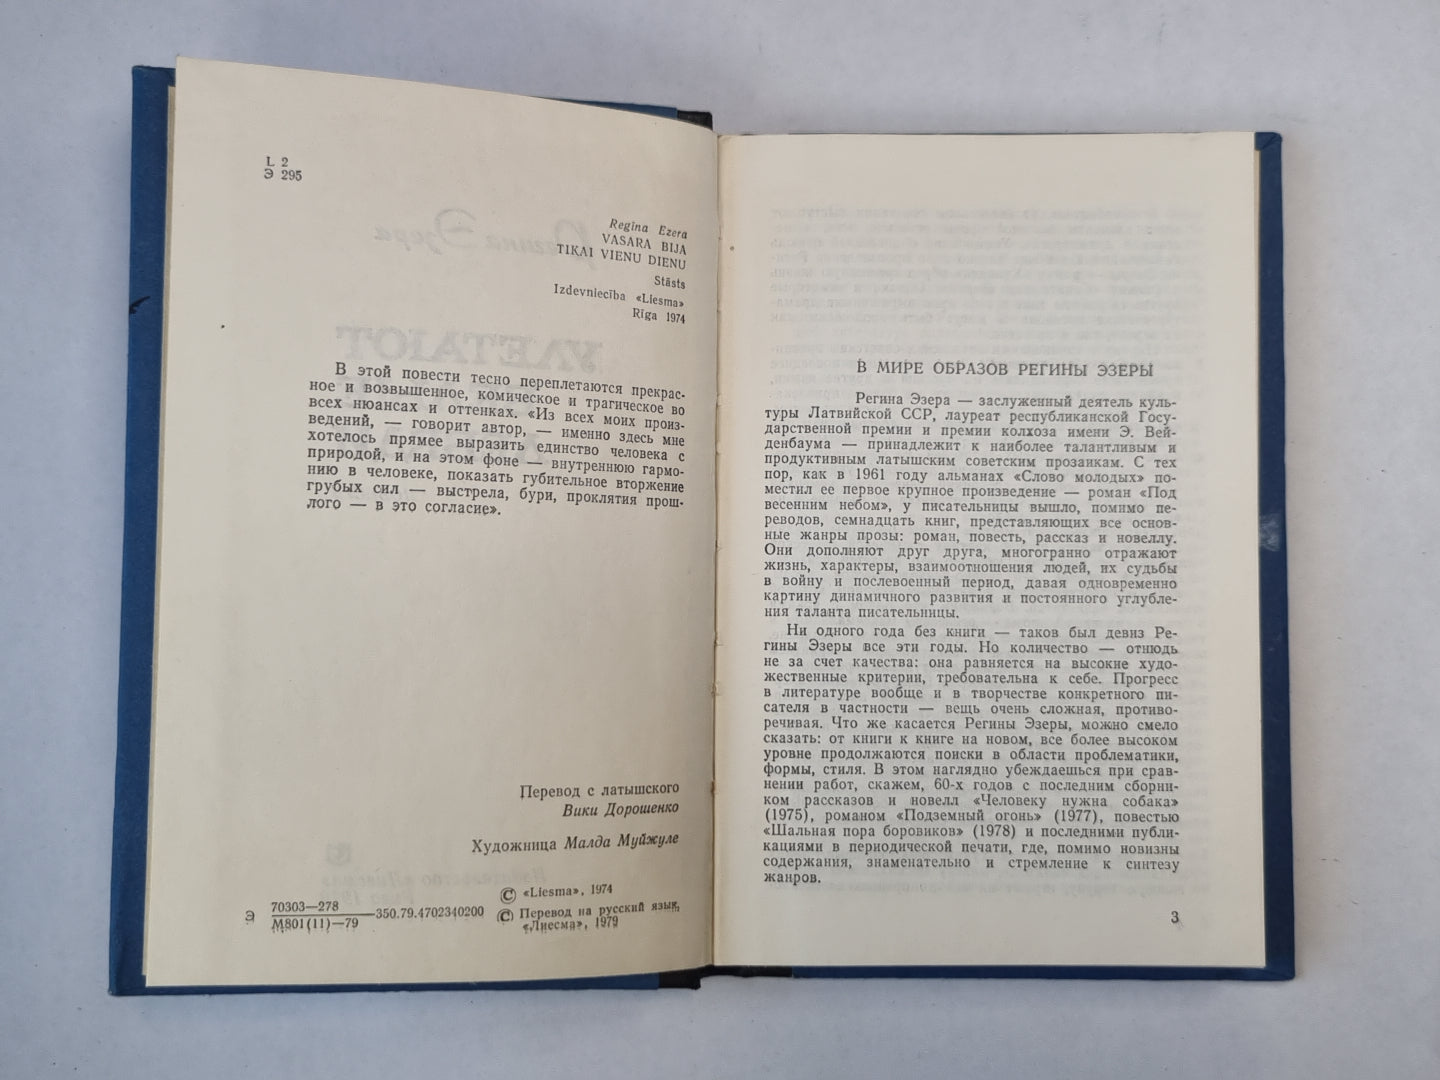 L 2
Э 295
Regīna Ezera
VASARA BIJA
TIKAI VIENU DIENU
Stāsts
Izdevniecība «Liesma»
Rīga 1974
В этой повести тесно переплетаются прекрас-
ное и возвышенное, комическое и трагическое во
всех нюансах и оттенках. «Из всех моих произ-
ведений, — говорит автор, — именно здесь мне
хотелось прямее выразить единство человека с
природой, и на этом фоне — внутреннюю гармо-
нию в человеке, показать губительное вторжение
грубых сил — выстрела, бури, проклятия прош-
лого — в это согласие».
Перевод с латышского
Вики Дорошенко
Художница Малда Муйжуле
© «Liesma», 1974
Э 70303—278
М801(11)—79 —350.79.4702340200
© Перевод на русский язык,
«Лиесма», 1979
В МИРЕ ОБРАЗОВ РЕГИНЫ ЭЗЕРЫ
Регина Эзера — заслуженный деятель куль-
туры Латвийской ССР, лауреат республиканской Госу-
дарственной премии и премии колхоза имени Э. Вей-
денбаума — принадлежит к наиболее талантливым и
продуктивным латышским советским прозаикам. С тех
пор, как в 1961 году альманах «Слово молодых» по-
местил ее первое крупное произведение — роман «Под
весенним небом», у писательницы вышло, помимо пе-
реводов, семнадцать книг, представляющих все основ-
ные жанры прозы: роман, повесть, рассказ и новеллу.
Они дополняют друг друга, многогранно отражают
жизнь, характеры, взаимоотношения людей, их судьбы
в войну и послевоенный период, давая одновременно
картину динамичного развития и постоянного углубле-
ния таланта писательницы.
Ни одного года без книги — таков был девиз Ре-
гины Эзеры все эти годы. Но количество — отнюдь
не за счет качества: она равняется на высокие худо-
жественные критерии, требовательна к себе. Прогресс
в литературе вообще и в творчестве конкретного пи-
сателя в частности — вещь очень сложная, противо-
речивая. Что же касается Регины Эзеры, можно смело
сказать: от книги к книге на новом, все более высоком
уровне продолжаются поиски в области проблематики,
формы, стиля. В этом наглядно убеждаешься при срав-
нении работ, скажем, 60-х годов с последним сборни-
ком рассказов и новелл «Человеку нужна собака»
(1975), романом «Подземный огонь» (1977), повестью
«Шальная пора боровиков» (1978) и последними публи-
кациями в периодической печати, где, помимо новизны
содержания, знаменательно и стремление к синтезу
жанров.
3